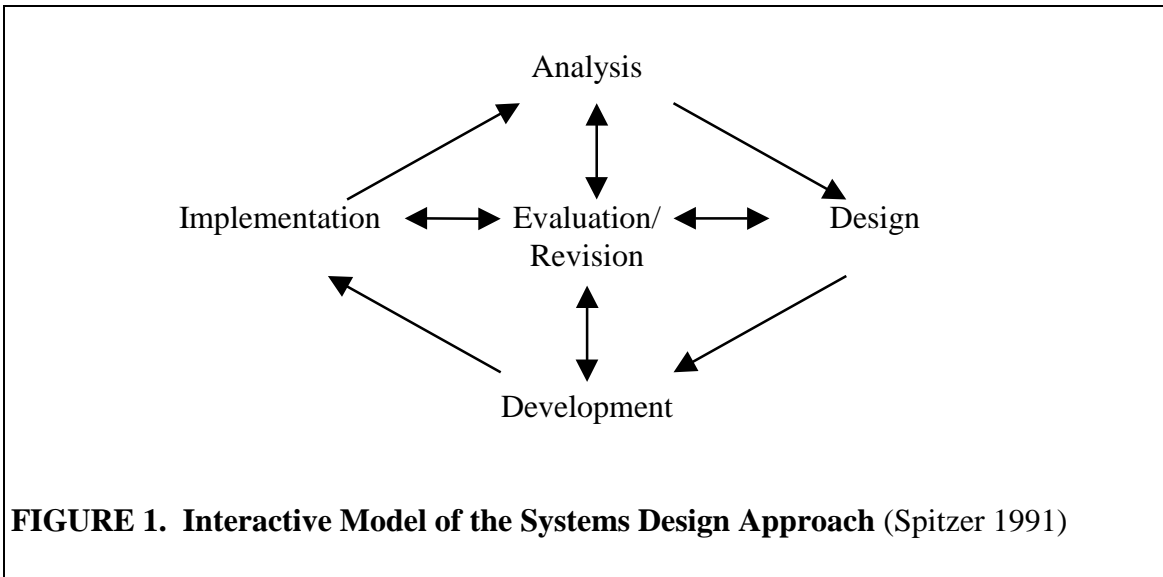 Analysis
Implementation Evaluation/ Design
Revision
Development
FIGURE 1. Interactive Model of the Systems Design Approach (Spitzer 1991)